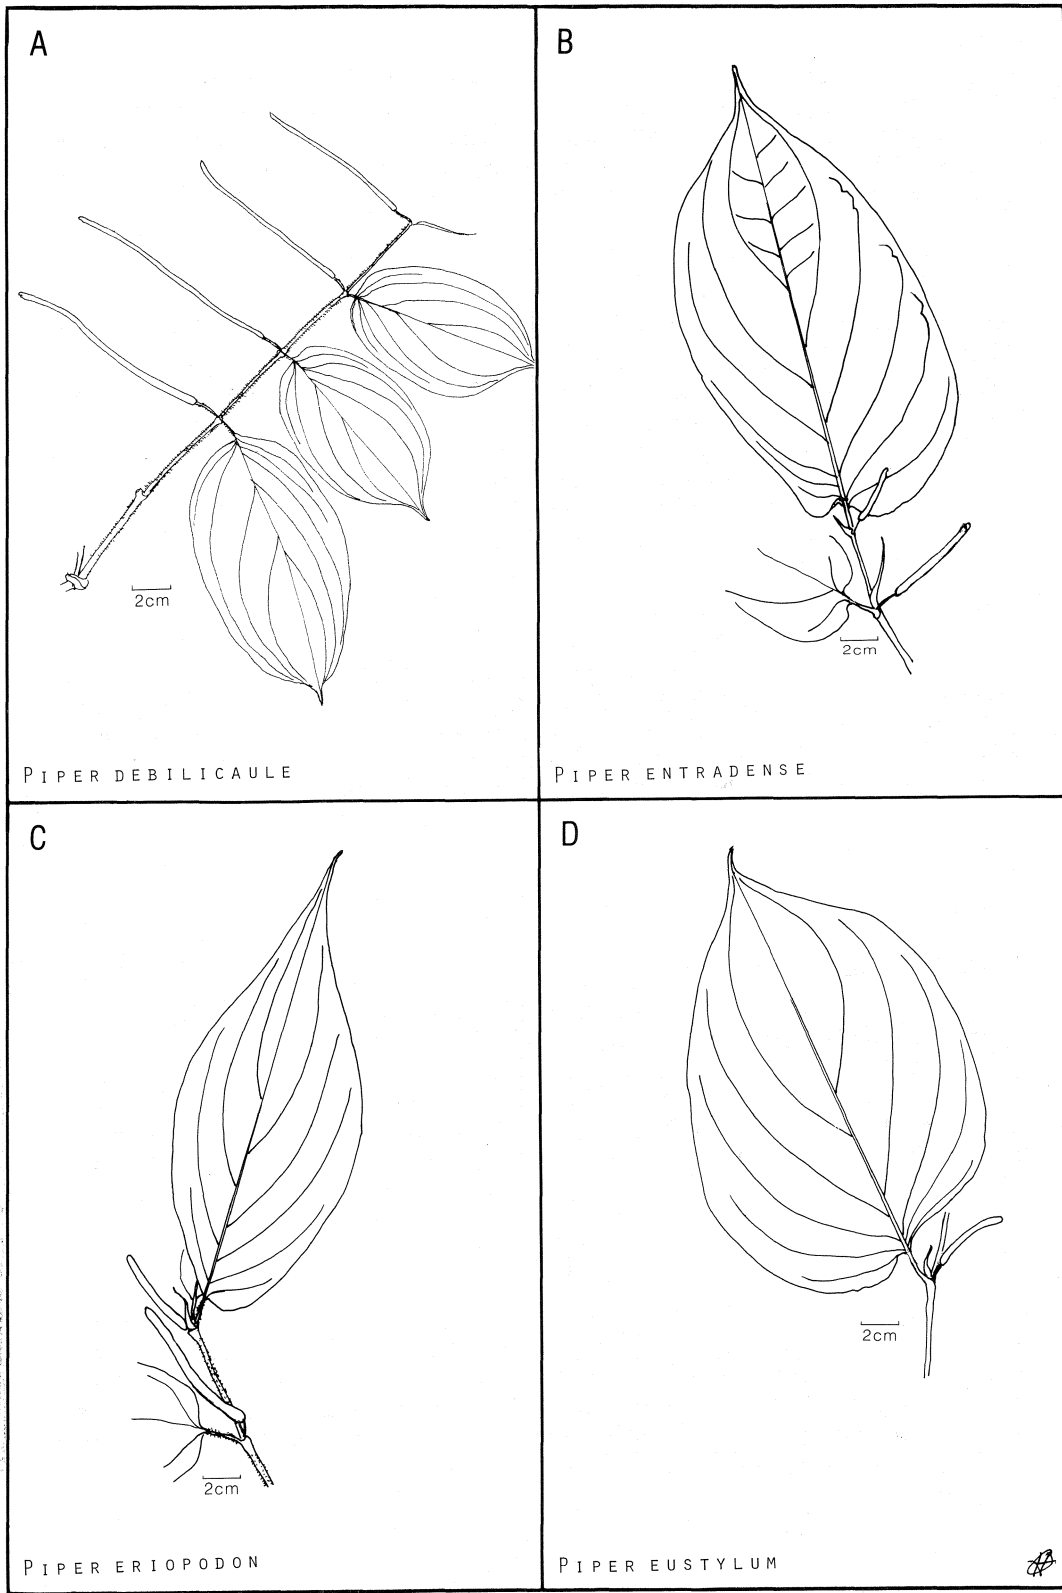 A
2cm
PIPER DEBILICAULE
B
2cm
PIPER ENTRADENSE
C
2cm
PIPER ERIOPODON
D
2cm
PIPER EUSTYLUM